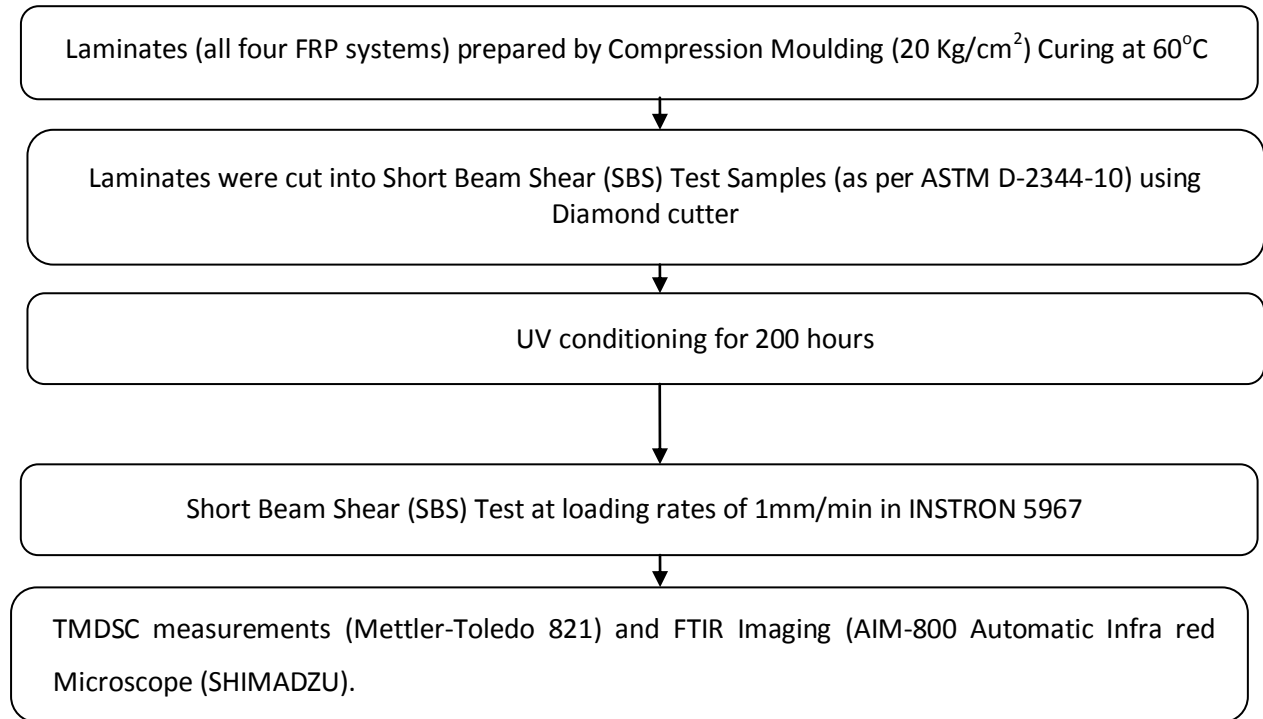 Laminates (all four FRP systems) prepared by Compression Moulding (20 Kg/cm²) Curing at 60°C
Laminates were cut into Short Beam Shear (SBS) Test Samples (as per ASTM D-2344-10) using
Diamond cutter
UV conditioning for 200 hours
Short Beam Shear (SBS) Test at loading rates of 1mm/min in INSTRON 5967
TMDSC measurements (Mettler-Toledo 821) and FTIR Imaging (AIM-800 Automatic Infra red
Microscope (SHIMADZU).